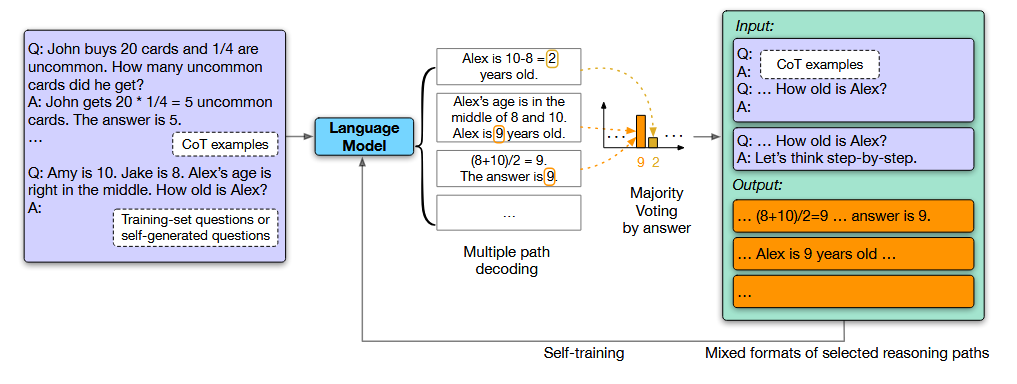 Q: John buys 20 cards and 1/4 are
uncommon. How many uncommon
cards did he get?
A: John gets 20 * 1/4 = 5 uncommon
cards. The answer is 5.
...
CoT examples
Q: Amy is 10. Jake is 8. Alex's age is
right in the middle. How old is Alex?
A:
Training-set questions or
self-generated questions
Language
Model
Alex is 10-8 = 2
years old.
Alex's age is in the
middle of 8 and 10.
Alex is 9 years old.
(8+10)/2 = 9.
The answer is 9.
...
Multiple path
decoding
... ...
9 2
Majority
Voting
by answer
Input:
Q:
A:
CoT examples
Q: ... How old is Alex?
A:
Q: ... How old is Alex?
A: Let's think step-by-step.
Output:
... (8+10)/2=9 ... answer is 9.
... Alex is 9 years old ...
...
Self-training
Mixed formats of selected reasoning paths